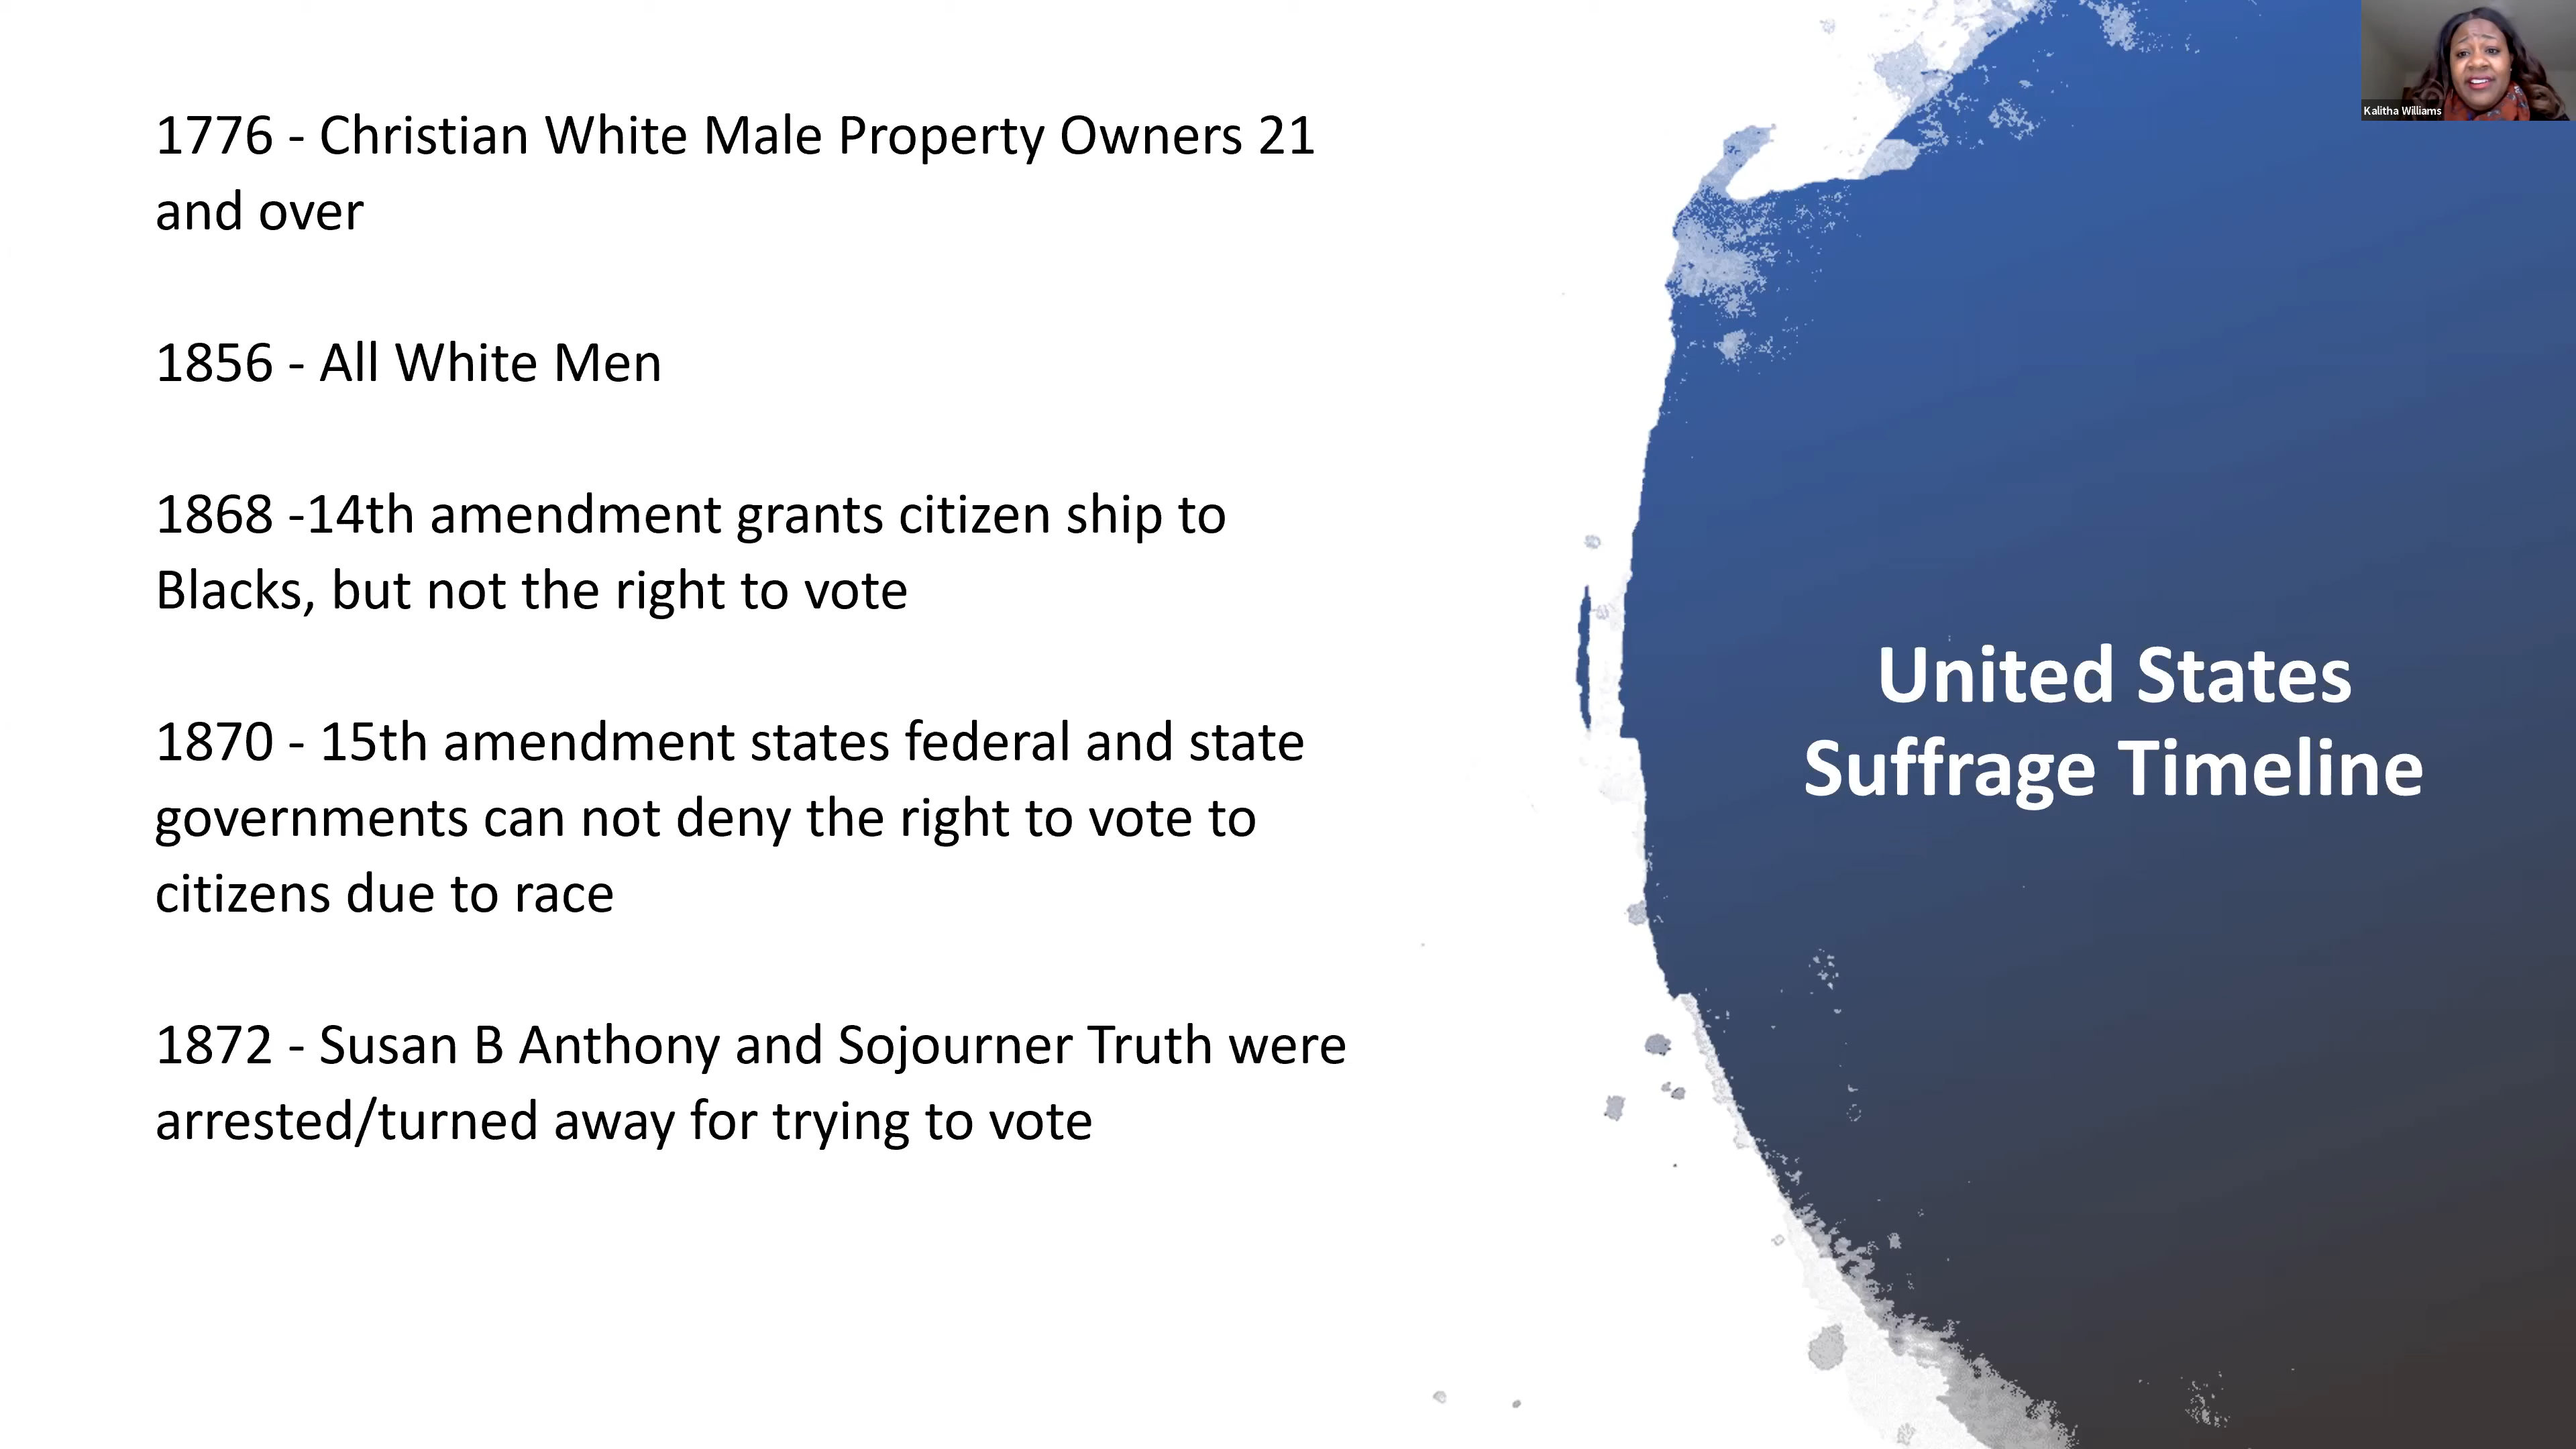 1776 - Christian White Male Property Owners 21
and over
1856 - All White Men
1868 -14th amendment grants citizen ship to
Blacks, but not the right to vote
1870 - 15th amendment states federal and state
governments can not deny the right to vote to
citizens due to race
1872 - Susan B Anthony and Sojourner Truth were
arrested/turned away for trying to vote
United States
Suffrage Timeline
Kalitha Williams